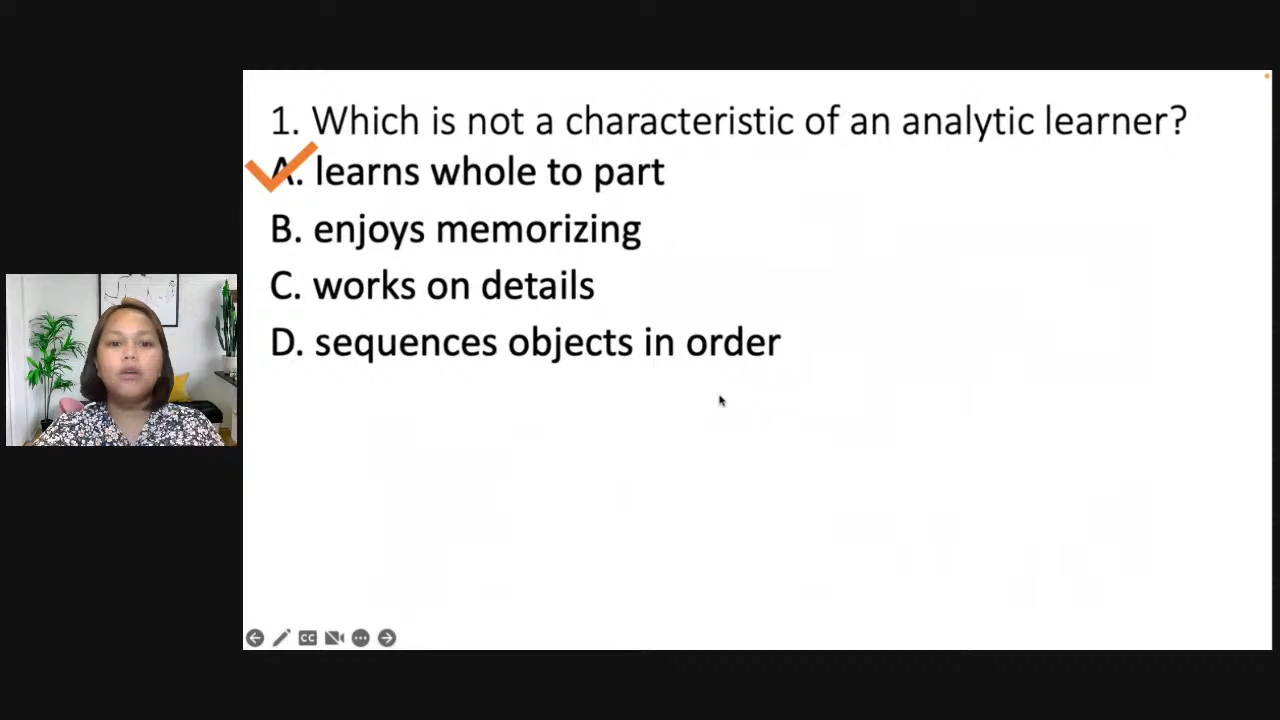 1. Which is not a characteristic of an analytic learner?
A. learns whole to part
B. enjoys memorizing
C. works on details
D. sequences objects in order
CC